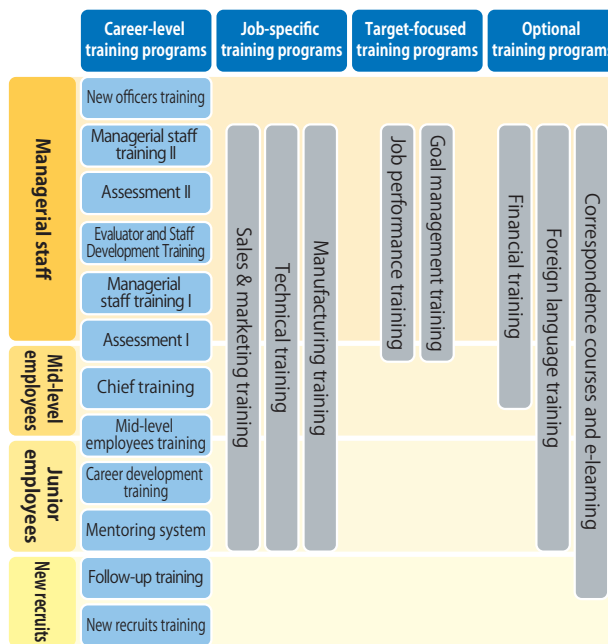 Career-level
training programs
Job-specific
training programs
Target-focused
training programs
Optional
training programs
Managerial
staff
Mid-level
employees
Junior
employees
New recruits
New officers training
Managerial staff
training II
Assessment II
Evaluator and Staff
Development Training
Managerial
staff training I
Assessment I
Chief training
Mid-level
employees training
Career development
training
Mentoring system
Follow-up training
New recruits training
Sales & marketing training
Technical training
Manufacturing training
Job performance training
Goal management training
Financial training
Foreign language training
Correspondence courses and e-learning